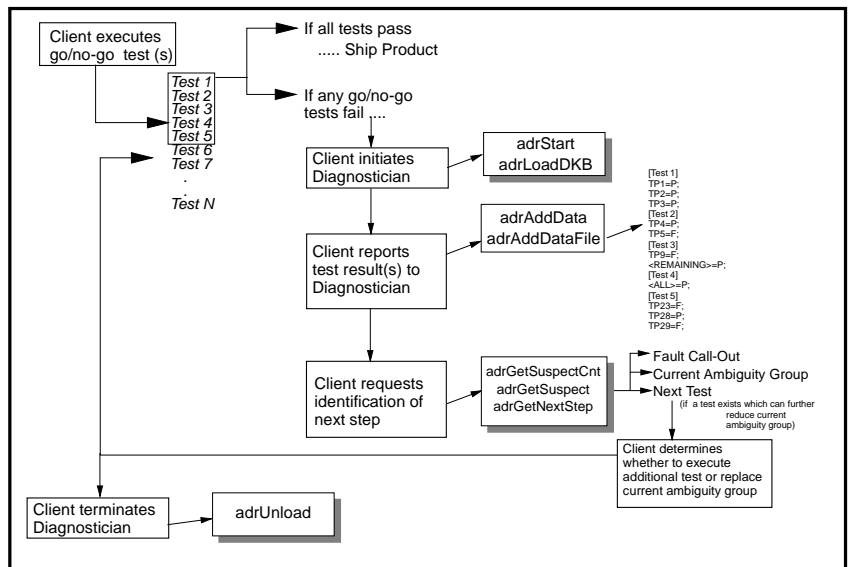 Client executes
go/no-go test (s)
Test 1
Test 2
Test 3
Test 4
Test 5
Test 6
Test 7
.
.
Test N
If all tests pass
..... Ship Product
If any go/no-go
tests fail ....
Client initiates
Diagnostician
adrStart
adrLoadDKB
Client reports
test result(s) to
Diagnostician
adrAddData
adrAddDataFile
[Test 1]
TP1=P;
TP2=P;
TP3=P;
[Test 2]
TP4=P;
TP5=F;
[Test 3]
TP9=F;
<REMAINING>=P;
[Test 4]
<ALL>=P;
[Test 5]
TP23=F;
TP28=P;
TP29=F;
Client requests
identification of
next step
adrGetSuspectCnt
adrGetSuspect
adrGetNextStep
Fault Call-Out
Current Ambiguity Group
Next Test
(if a test exists which can further
reduce current
ambiguity group)
Client determines
whether to execute
additional test or replace
current ambiguity group
Client terminates
Diagnostician
adrUnload